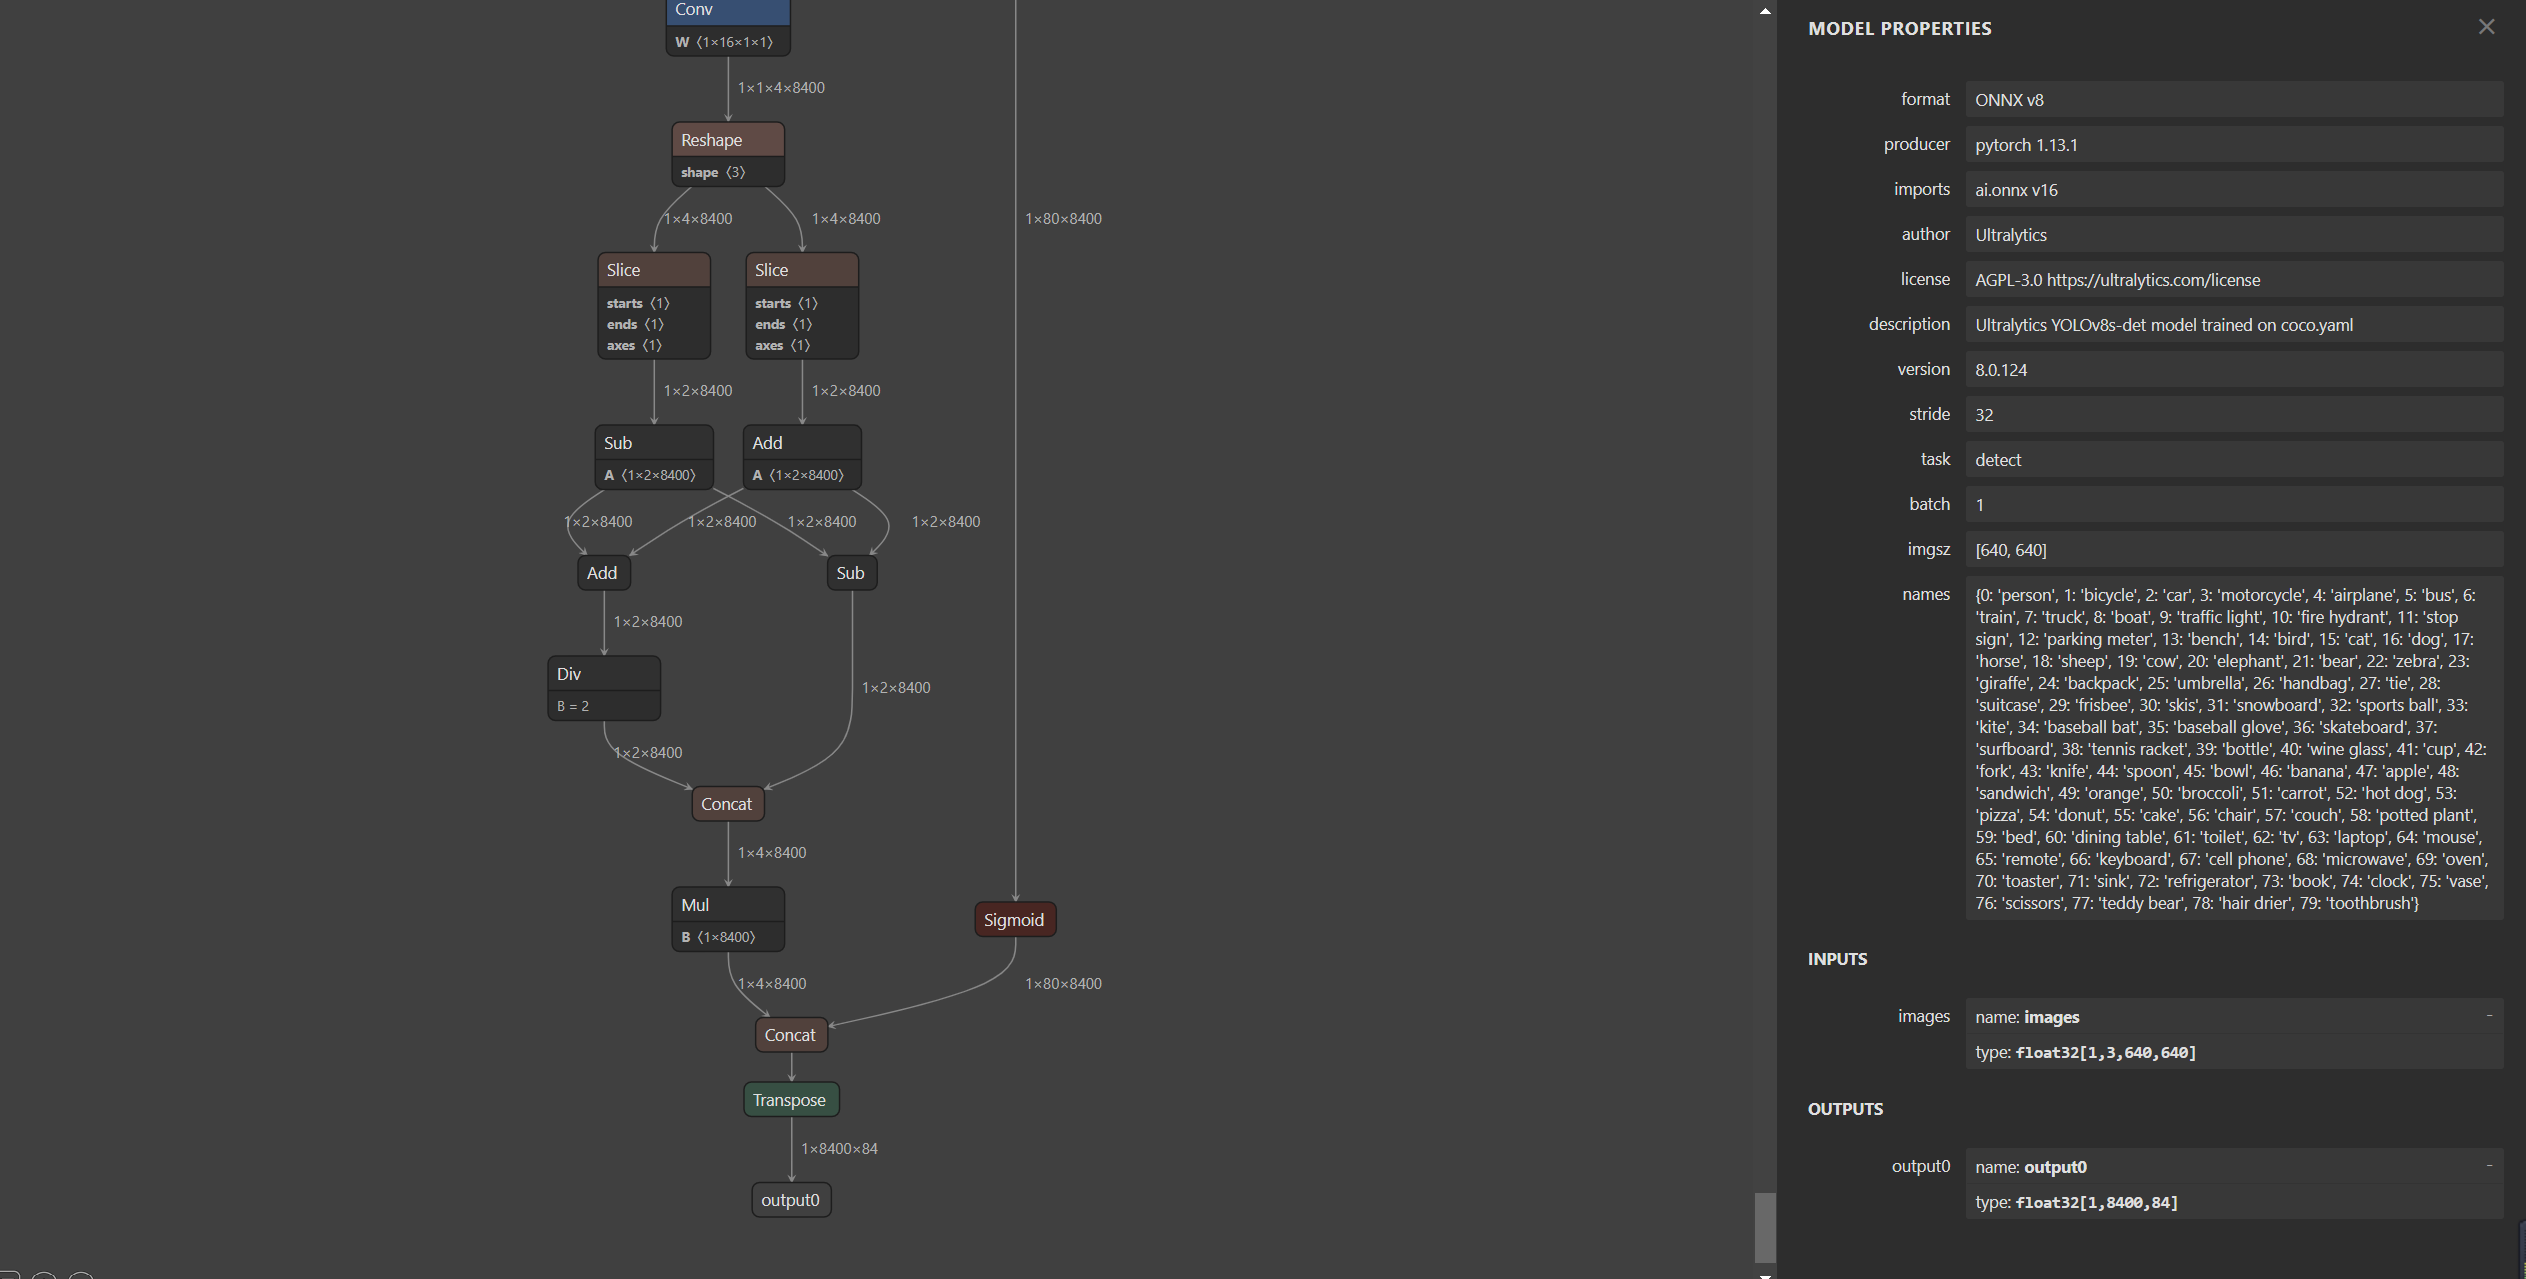 Conv
W 〈1×16×1×1〉
1×1×4×8400
Reshape
shape 〈3〉
1×4×8400
1×4×8400
1×80×8400
Slice
starts 〈1〉
ends 〈1〉
axes 〈1〉
Slice
starts 〈1〉
ends 〈1〉
axes 〈1〉
1×2×8400
1×2×8400
Sub
A 〈1×2×8400〉
Add
A 〈1×2×8400〉
1×2×8400
1×2×8400
1×2×8400
1×2×8400
Add
Sub
1×2×8400
Div
B = 2
1×2×8400
1×2×8400
Concat
1×4×8400
Mul
B 〈1×8400〉
Sigmoid
1×4×8400
1×80×8400
Concat
Transpose
1×8400×84
output0
MODEL PROPERTIES
format ONNX v8
producer pytorch 1.13.1
imports ai.onnx v16
author Ultralytics
license AGPL-3.0 https://ultralytics.com/license
description Ultralytics YOLOv8s-det model trained on coco.yaml
version 8.0.124
stride 32
task detect
batch 1
imgsz [640, 640]
names {0: 'person', 1: 'bicycle', 2: 'car', 3: 'motorcycle', 4: 'airplane', 5: 'bus', 6:
'train', 7: 'truck', 8: 'boat', 9: 'traffic light', 10: 'fire hydrant', 11: 'stop
sign', 12: 'parking meter', 13: 'bench', 14: 'bird', 15: 'cat', 16: 'dog', 17:
'horse', 18: 'sheep', 19: 'cow', 20: 'elephant', 21: 'bear', 22: 'zebra', 23:
'giraffe', 24: 'backpack', 25: 'umbrella', 26: 'handbag', 27: 'tie', 28:
'suitcase', 29: 'frisbee', 30: 'skis', 31: 'snowboard', 32: 'sports ball', 33:
'kite', 34: 'baseball bat', 35: 'baseball glove', 36: 'skateboard', 37:
'surfboard', 38: 'tennis racket', 39: 'bottle', 40: 'wine glass', 41: 'cup', 42:
'fork', 43: 'knife', 44: 'spoon', 45: 'bowl', 46: 'banana', 47: 'apple', 48:
'sandwich', 49: 'orange', 50: 'broccoli', 51: 'carrot', 52: 'hot dog', 53:
'pizza', 54: 'donut', 55: 'cake', 56: 'chair', 57: 'couch', 58: 'potted plant',
59: 'bed', 60: 'dining table', 61: 'toilet', 62: 'tv', 63: 'laptop', 64: 'mouse',
65: 'remote', 66: 'keyboard', 67: 'cell phone', 68: 'microwave', 69: 'oven',
70: 'toaster', 71: 'sink', 72: 'refrigerator', 73: 'book', 74: 'clock', 75: 'vase',
76: 'scissors', 77: 'teddy bear', 78: 'hair drier', 79: 'toothbrush'}
INPUTS
images name: images -
type: float32[1,3,640,640]
OUTPUTS
output0 name: output0 -
type: float32[1,8400,84]